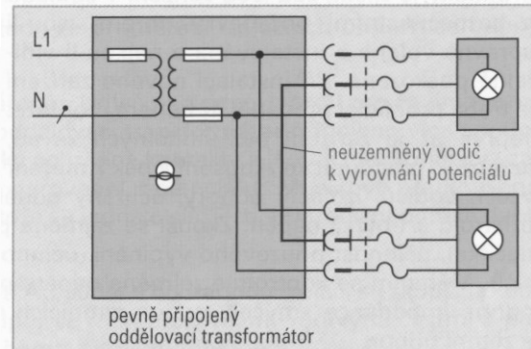 L1
N
neuzemněný vodič
k vyrovnání potenciálu
pevně připojený
oddělovací transformátor